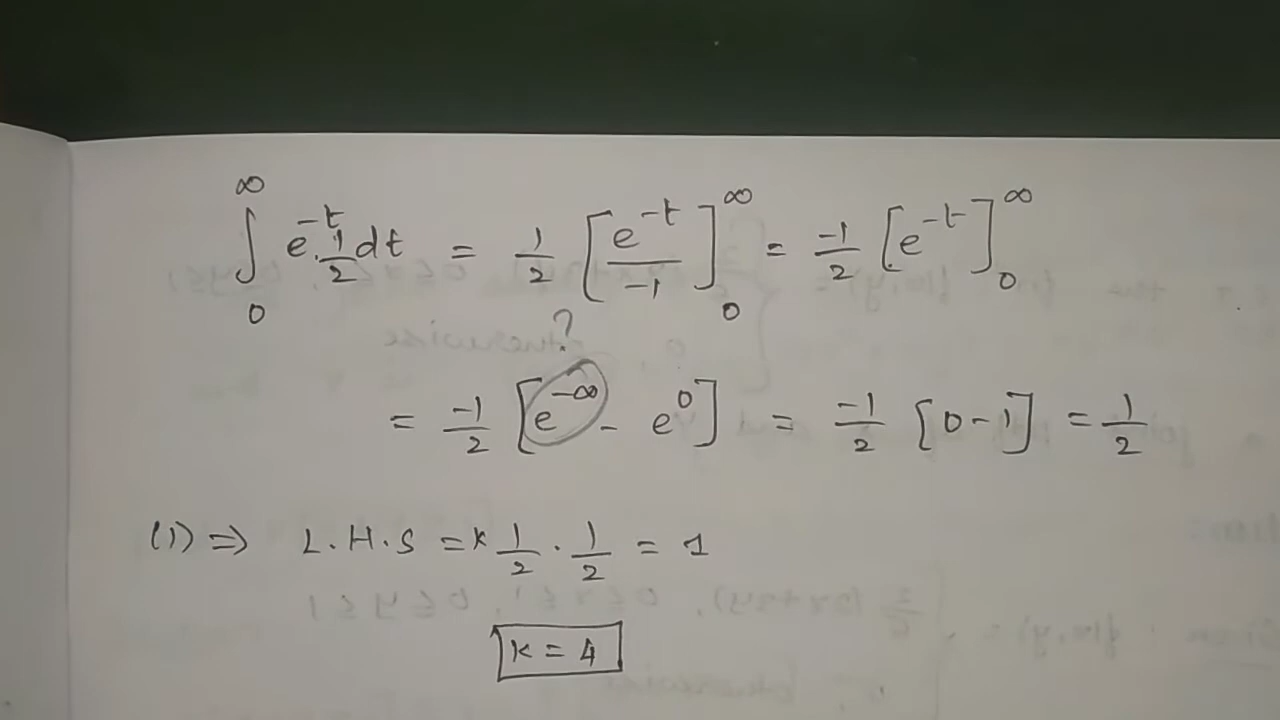 ∫₀^∞ e^{-t}·1/2 dt = 1/2 [e^{-t}/-1]₀^∞ = -1/2 [e^{-t}]₀^∞
?
= -1/2 [e^{-∞} - e^0] = -1/2 [0-1] = 1/2
(1) ⇒ L.H.S = K 1/2 · 1/2 = 1
K = 4